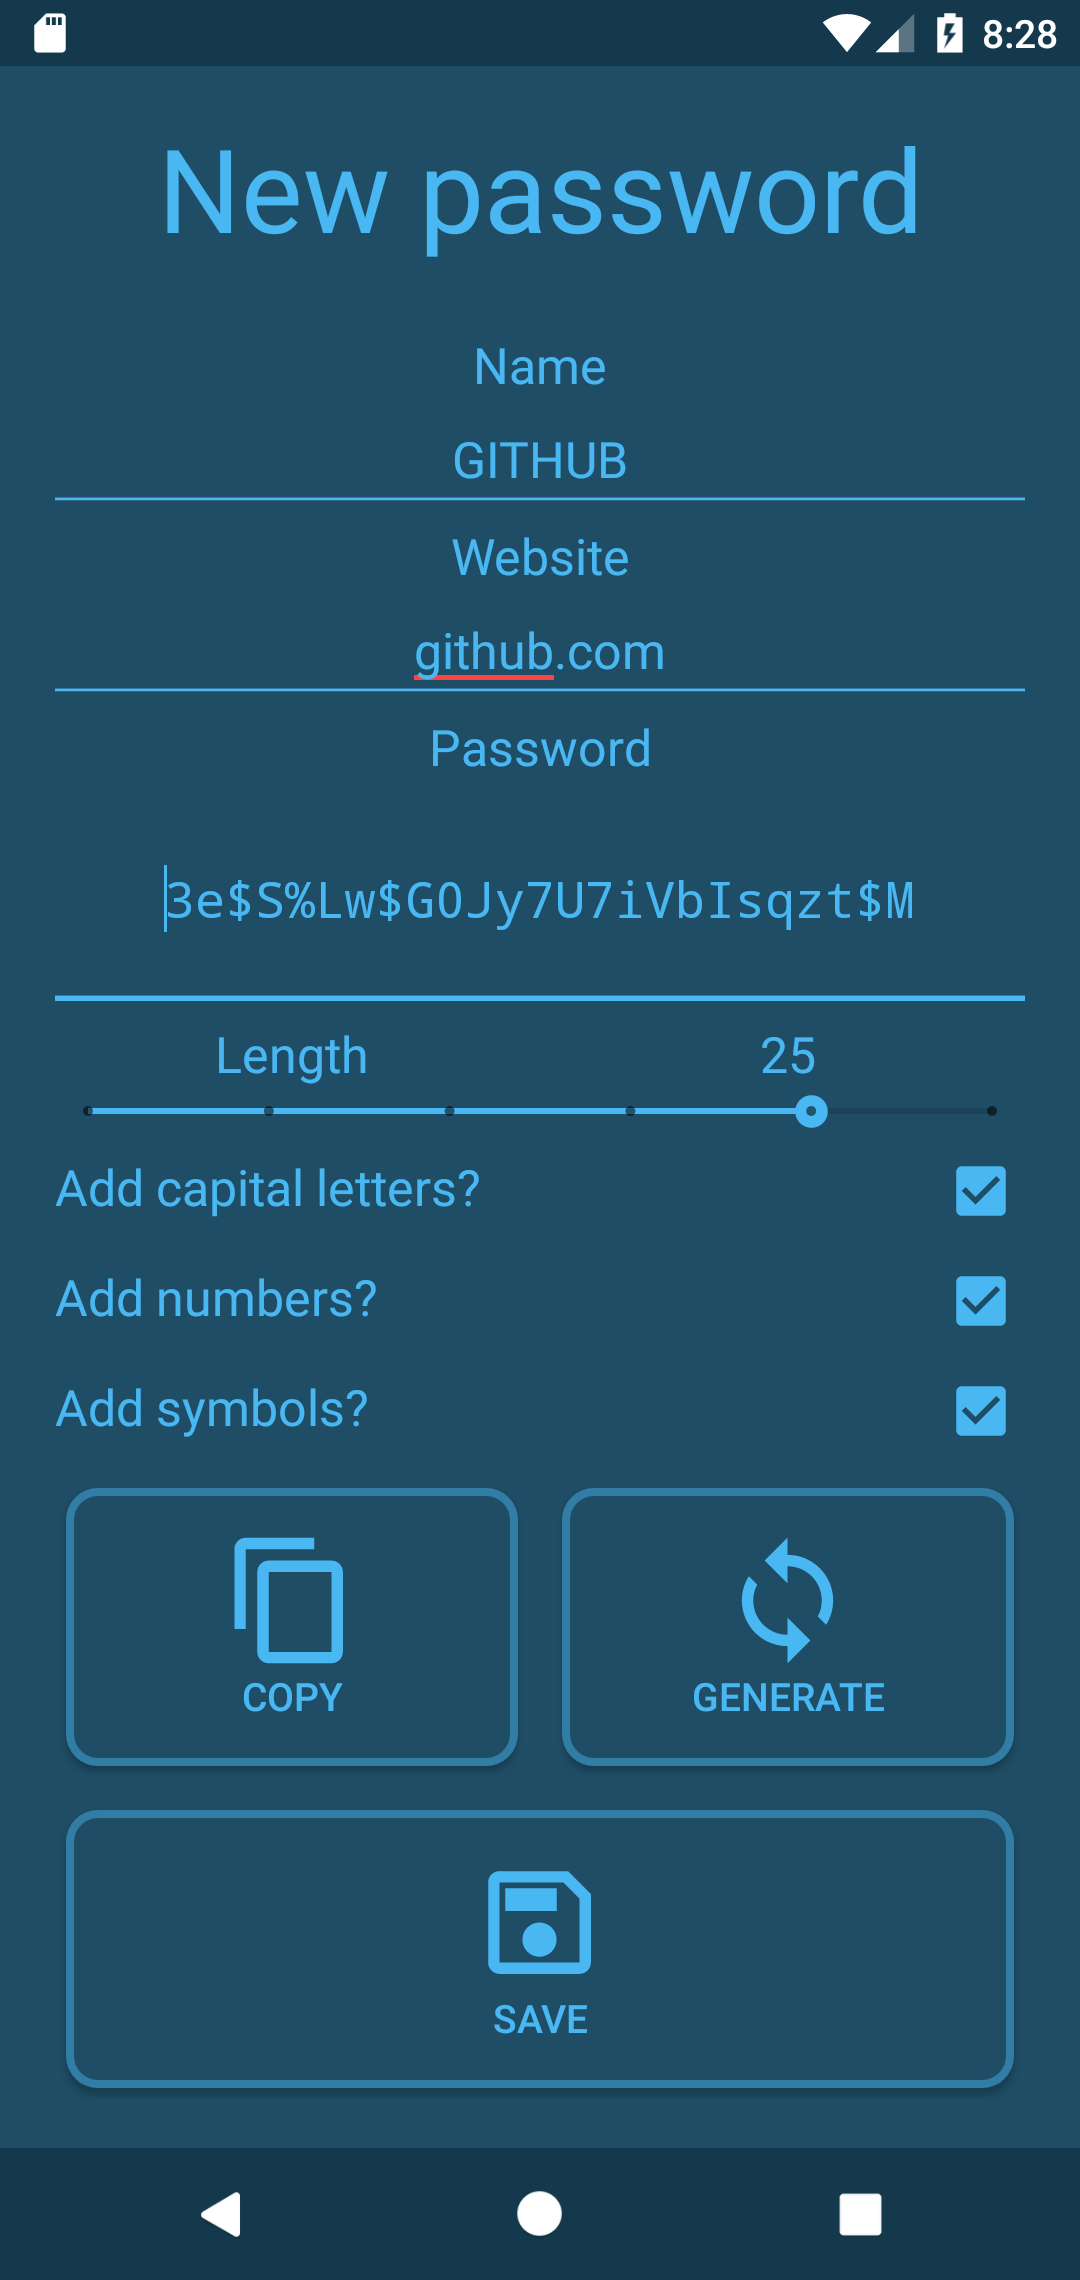 8:28
New password
Name
GITHUB
Website
github.com
Password
3e$S%Lw$G0Jy7U7iVbIsqzt$M
Length 25
Add capital letters?
Add numbers?
Add symbols?
COPY GENERATE
SAVE